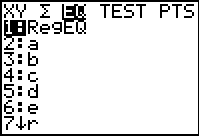 XY Σ EQ TEST PTS
1:RegEQ
2:a
3:b
4:c
5:d
6:e
7↓r